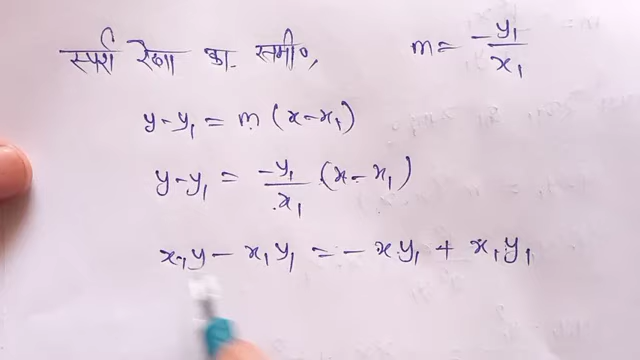 स्पर्श रेखा का समी०, m = -y₁/x₁
y - y₁ = m (x - x₁)
y - y₁ = -y₁/x₁ (x - x₁)
x₁y - x₁y₁ = - xy₁ + x₁y₁